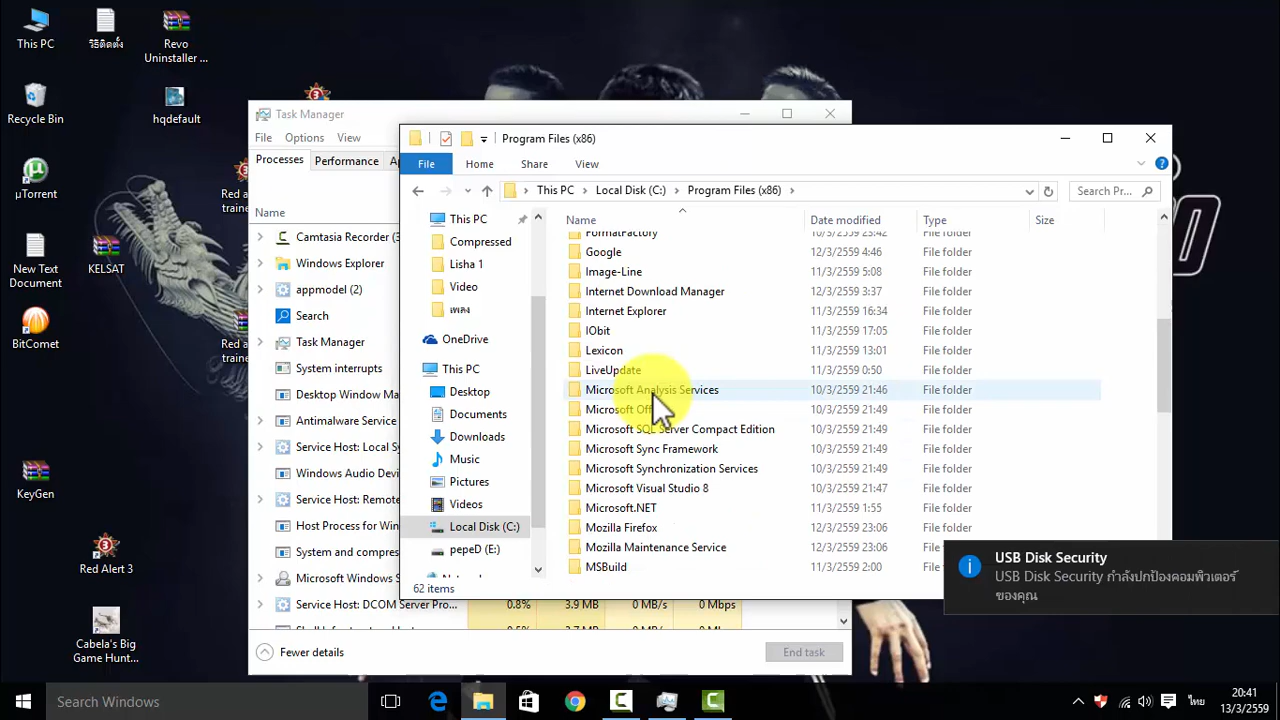 This PC
วิธีติดตั้ง
Revo
Uninstaller ...
Recycle Bin
hqdefault
µTorrent
Red a
traine
New Text
Document
KELSAT
BitComet
Red a
traine
KeyGen
Red Alert 3
Cabela's Big
Game Hunt...
Task Manager
File Options View
Processes Performance
Name
Camtasia Recorder (3
Windows Explorer
appmodel (2)
Search
Task Manager
System interrupts
Desktop Window Ma
Antimalware Service
Service Host: Local Sy
Windows Audio Devi
Service Host: Remote
Host Process for Win
System and compres
Microsoft Windows S
Service Host: DCOM Server Pro... 0.8% 3.9 MB 0 MB/s 0 Mbps
Fewer details
End task
Program Files (x86)
File Home Share View
This PC Local Disk (C:) Program Files (x86)
Search Pr...
This PC
Compressed
Lisha 1
Video
เพลง
OneDrive
This PC
Desktop
Documents
Downloads
Music
Pictures
Videos
Local Disk (C:)
pepeD (E:)
Name Date modified Type Size
FormatFactory 10/3/2559 23:42 File folder
Google 12/3/2559 4:46 File folder
Image-Line 11/3/2559 5:08 File folder
Internet Download Manager 12/3/2559 3:37 File folder
Internet Explorer 11/3/2559 16:34 File folder
IObit 11/3/2559 17:05 File folder
Lexicon 11/3/2559 13:01 File folder
LiveUpdate 11/3/2559 0:50 File folder
Microsoft Analysis Services 10/3/2559 21:46 File folder
Microsoft Off 10/3/2559 21:49 File folder
Microsoft SQL Server Compact Edition 10/3/2559 21:49 File folder
Microsoft Sync Framework 10/3/2559 21:49 File folder
Microsoft Synchronization Services 10/3/2559 21:49 File folder
Microsoft Visual Studio 8 10/3/2559 21:47 File folder
Microsoft.NET 11/3/2559 1:55 File folder
Mozilla Firefox 12/3/2559 23:06 File folder
Mozilla Maintenance Service 12/3/2559 23:06
MSBuild 11/3/2559 2:00
62 items
USB Disk Security
USB Disk Security กำลังปกป้องคอมพิวเตอร์
ของคุณ
Search Windows
ไทย
20:41
13/3/2559